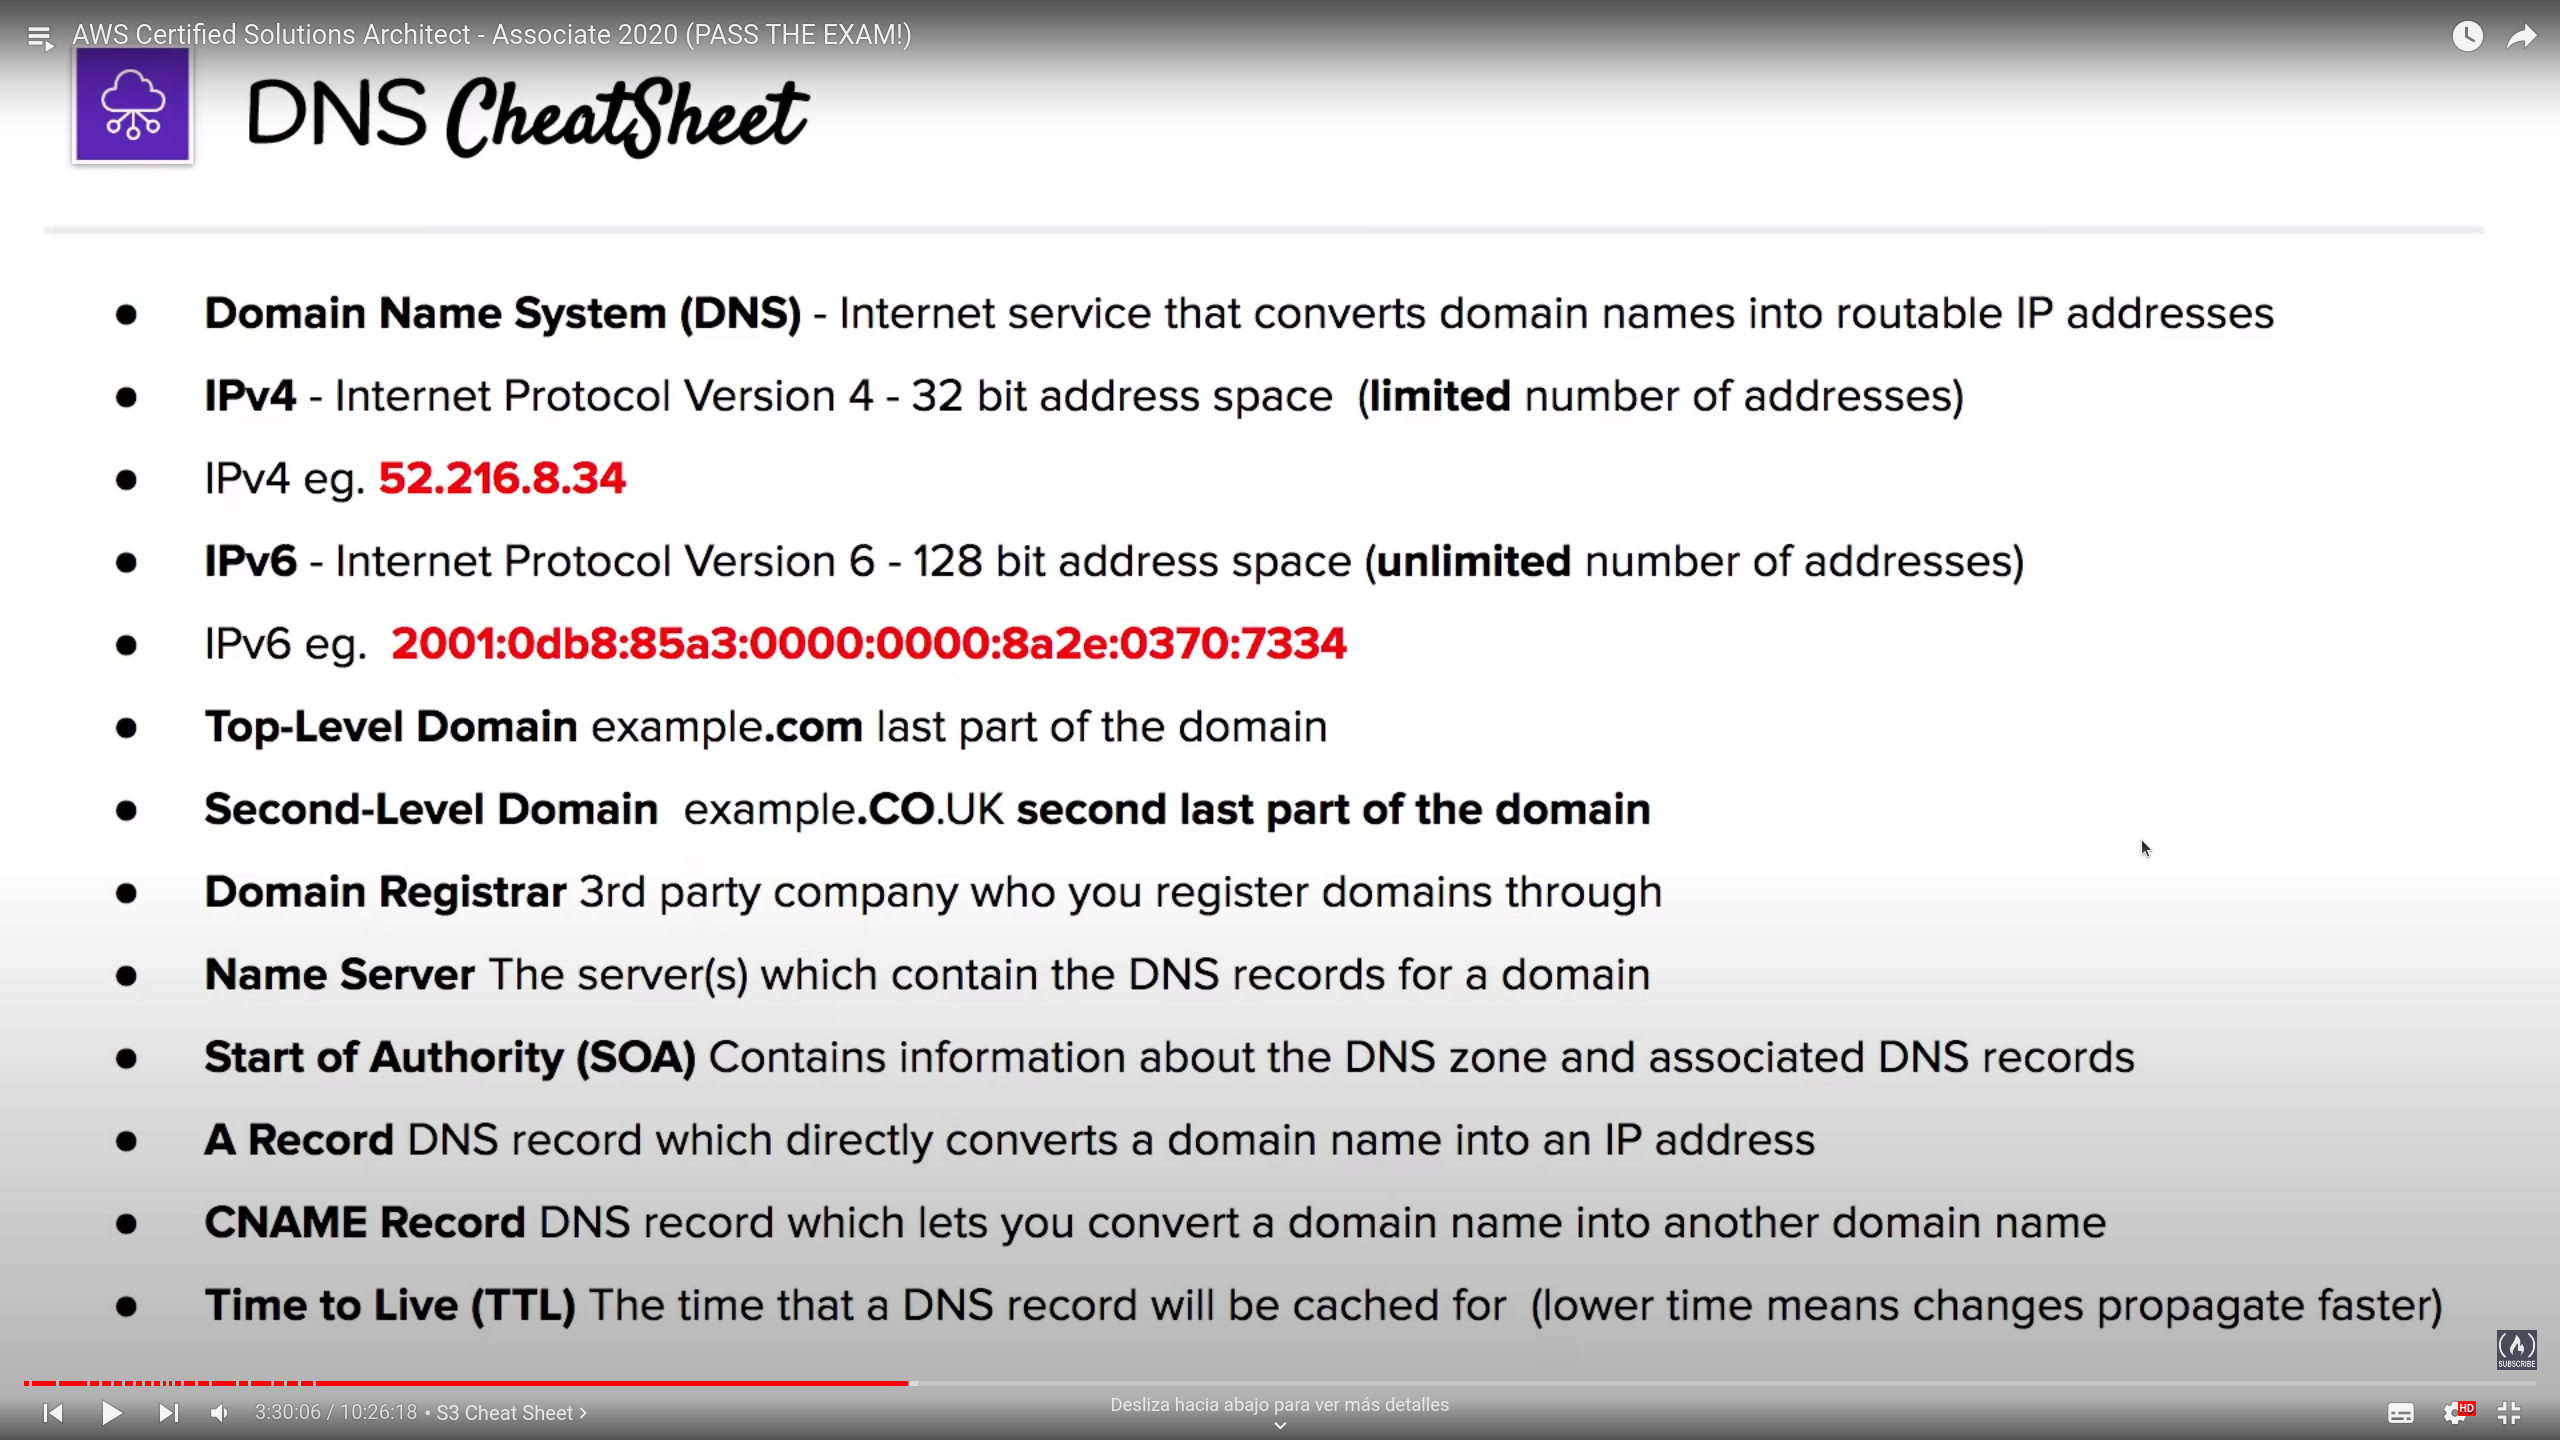 AWS Certified Solutions Architect - Associate 2020 (PASS THE EXAM!)
DNS CheatSheet
● Domain Name System (DNS) - Internet service that converts domain names into routable IP addresses
● IPv4 - Internet Protocol Version 4 - 32 bit address space (limited number of addresses)
● IPv4 eg. 52.216.8.34
● IPv6 - Internet Protocol Version 6 - 128 bit address space (unlimited number of addresses)
● IPv6 eg. 2001:0db8:85a3:0000:0000:8a2e:0370:7334
● Top-Level Domain example.com last part of the domain
● Second-Level Domain example.CO.UK second last part of the domain
● Domain Registrar 3rd party company who you register domains through
● Name Server The server(s) which contain the DNS records for a domain
● Start of Authority (SOA) Contains information about the DNS zone and associated DNS records
● A Record DNS record which directly converts a domain name into an IP address
● CNAME Record DNS record which lets you convert a domain name into another domain name
● Time to Live (TTL) The time that a DNS record will be cached for (lower time means changes propagate faster)
SUBSCRIBE
3:30:06 / 10:26:18 • S3 Cheat Sheet >
Desliza hacia abajo para ver más detalles
HD